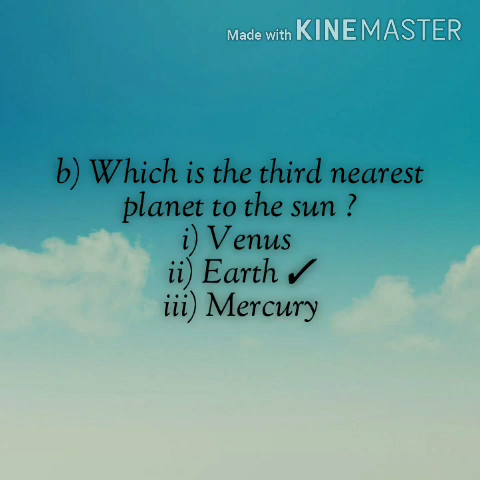 Made with KINEMASTER
b) Which is the third nearest
planet to the sun ?
i) Venus
ii) Earth ✓
iii) Mercury